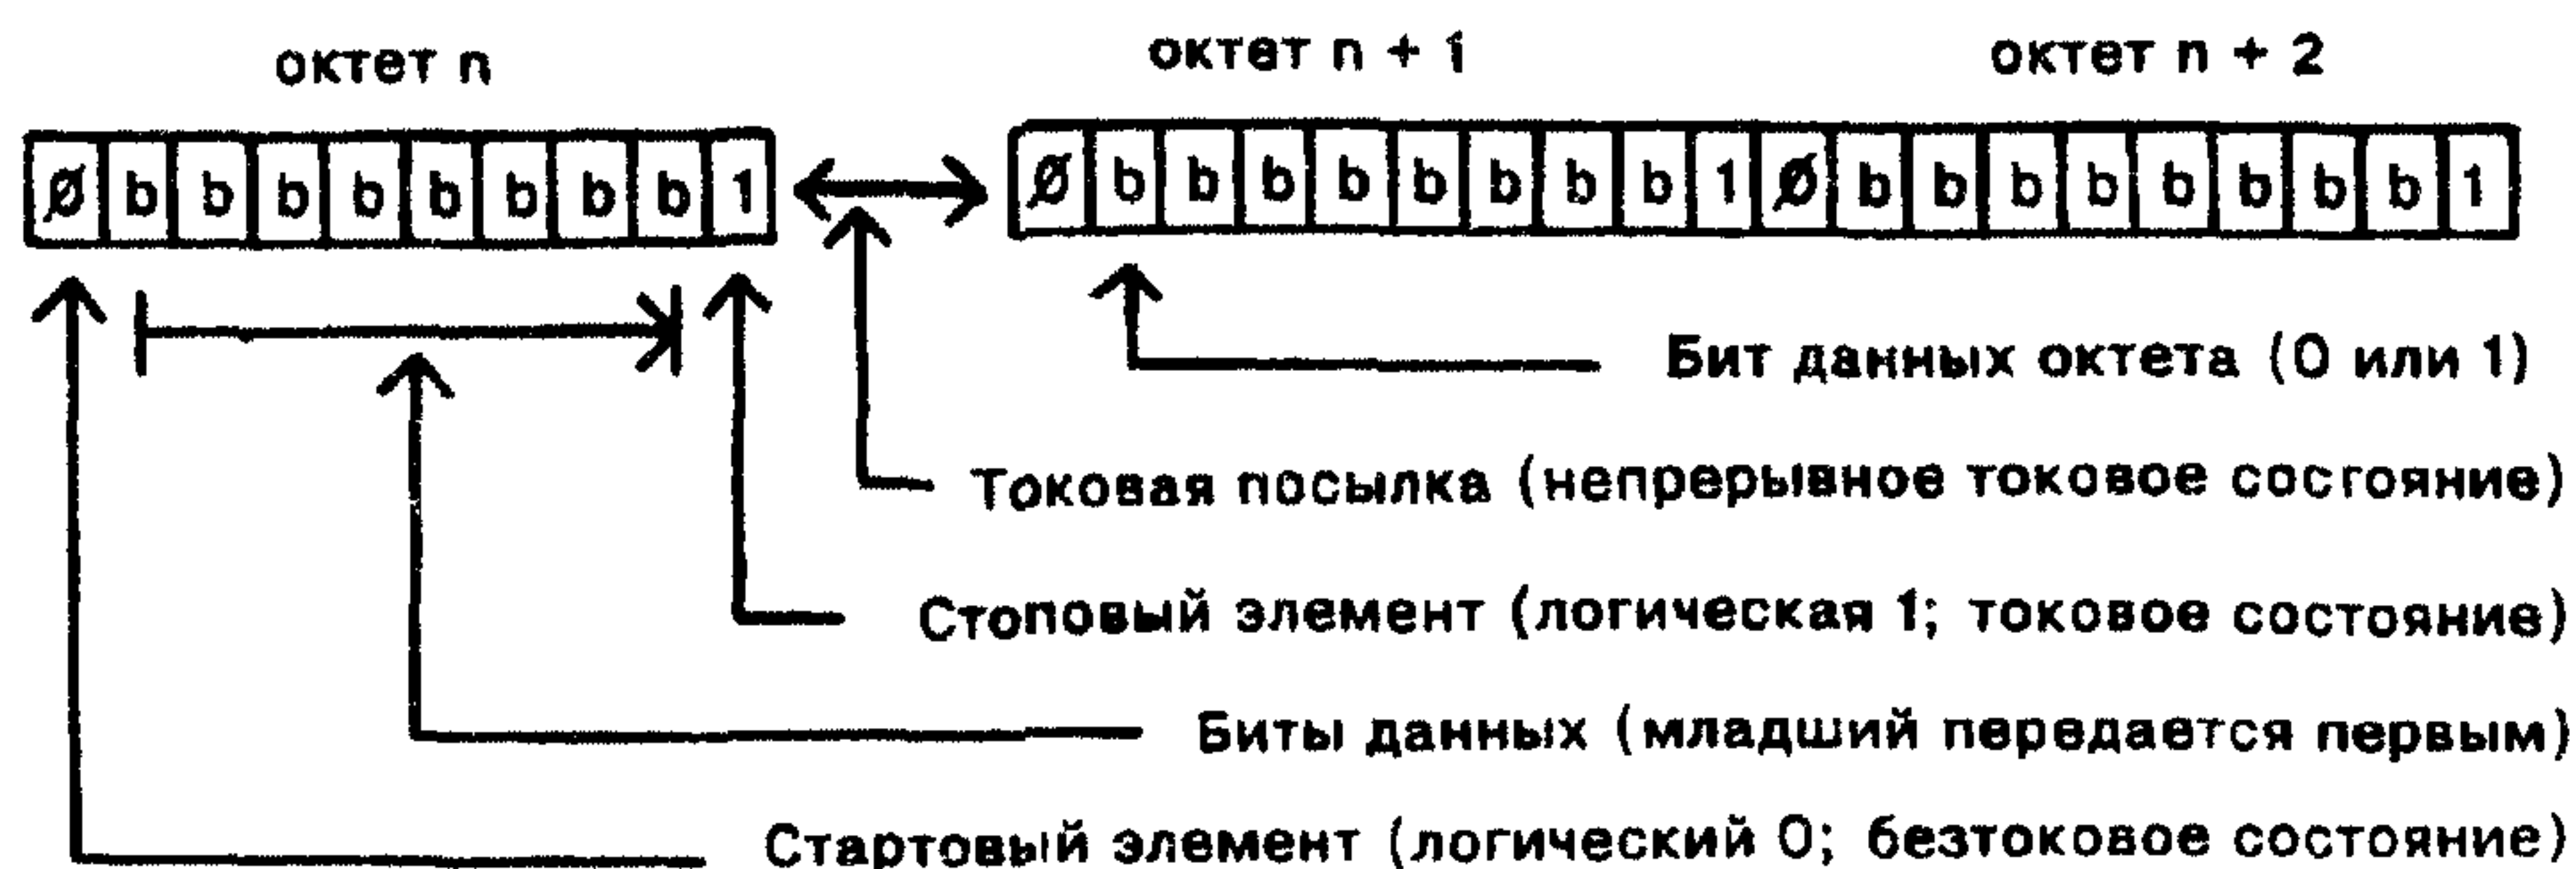 октет n октет n + 1 октет n + 2
Ø b b b b b b b b 1 Ø b b b b b b b b 1 Ø b b b b b b b b 1
Бит данных октета (0 или 1)
Токовая посылка (непрерывное токовое состояние)
Стоповый элемент (логическая 1; токовое состояние)
Биты данных (младший передается первым)
Стартовый элемент (логический 0; безтоковое состояние)